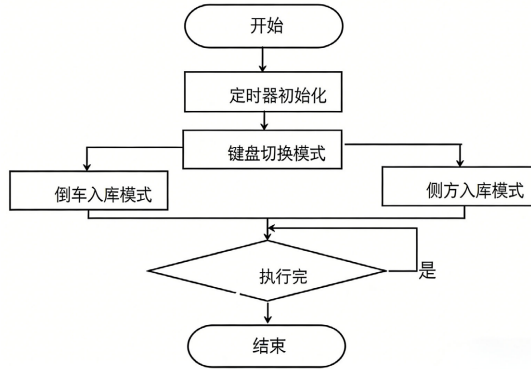 开始
定时器初始化
键盘切换模式
倒车入库模式
侧方入库模式
执行完
是
结束